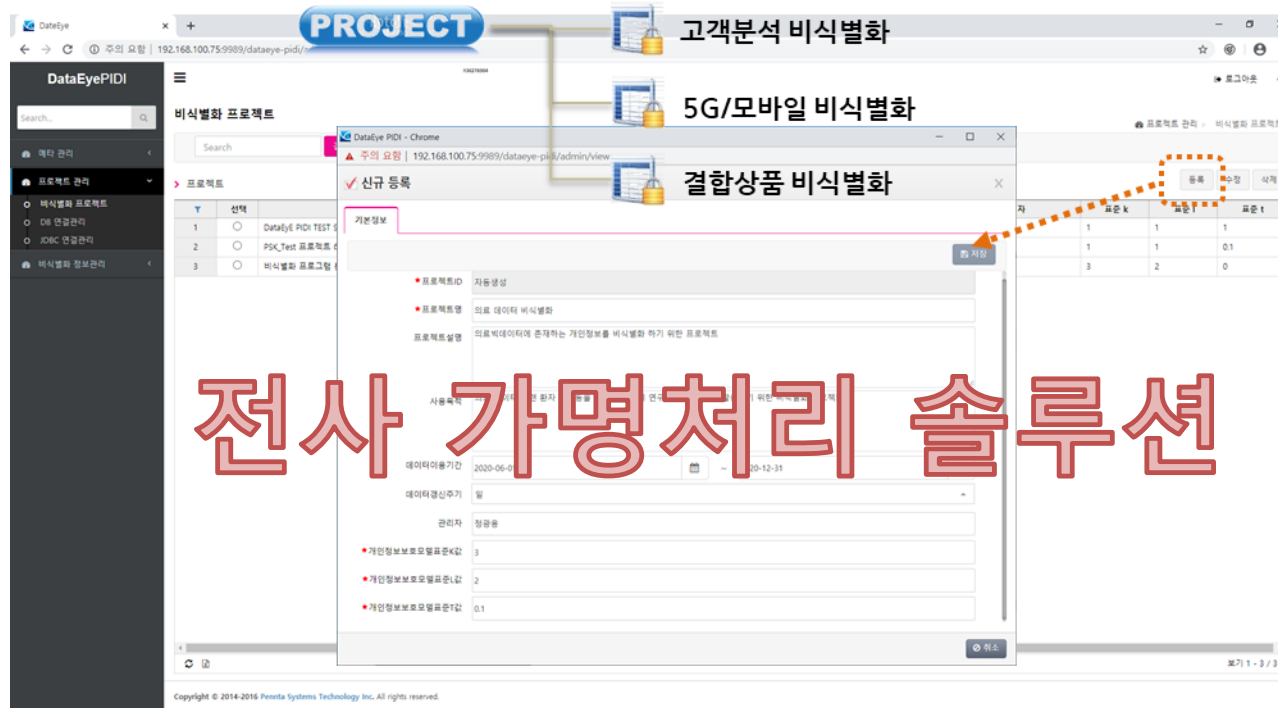 DataEye
PROJECT
고객분석 비식별화
주의 요함 | 192.168.100.75:9989/dataeye-pidi/
DataEyePIDI
로그아웃
5G/모바일 비식별화
Search...
비식별화 프로젝트
프로젝트 관리
비식별화 프로젝트
Search
DataEye PIDI - Chrome
주의 요함 | 192.168.100.75:9989/dataeye-pidi/admin/view
메타 관리
결합상품 비식별화
프로젝트 관리
프로젝트
신규 등록
등록
수정
삭제
비식별화 프로젝트
선택
기본정보
자
표준 k
표준 l
표준 t
DB 연결관리
1
DataEyE PIDI TEST
1
1
1
JDBC 연결관리
2
PSK_Test 프로젝트
저장
1
1
0.1
비식별화 정보관리
3
비식별화 프로그램
3
2
0
★프로젝트ID
자동생성
★프로젝트명
의료 데이터 비식별화
프로젝트설명
의료빅데이터에 존재하는 개인정보를 비식별화 하기 위한 프로젝트
사용목적
전사 가명처리 솔루션
데이터이용기간
2020-06-01
~
20-12-31
데이터갱신주기
일
관리자
정광용
★개인정보보호모델표준K값
3
★개인정보보호모델표준L값
2
★개인정보보호모델표준T값
0.1
취소
보기 1 - 3 / 3
Copyright © 2014-2016 Pennta Systems Technology Inc. All rights reserved.